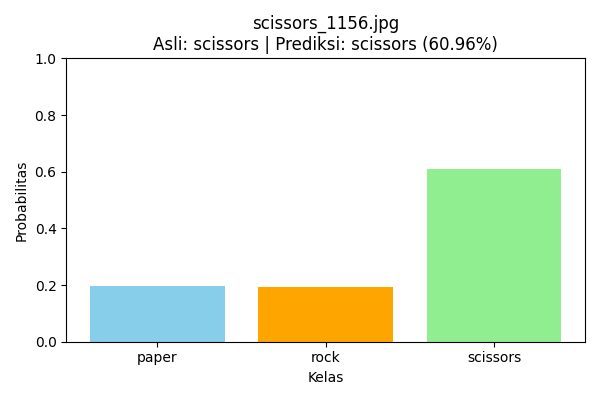 scissors_1156.jpg
Asli: scissors | Prediksi: scissors (60.96%)
1.0
0.8
0.6
0.4
0.2
0.0
Probabilitas
paper rock scissors
Kelas